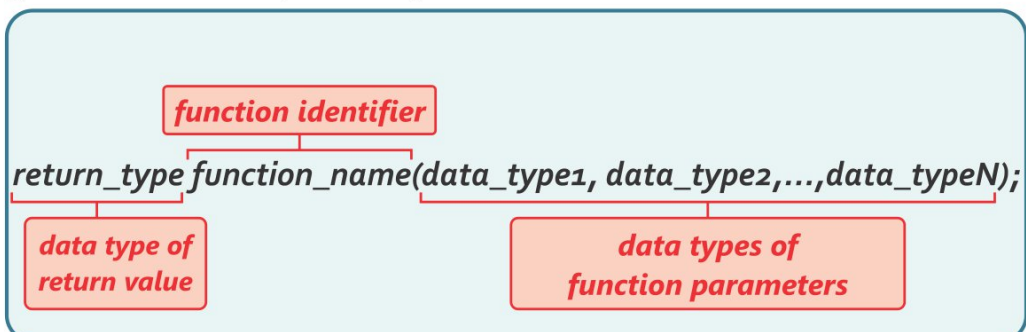 function identifier
return_type function_name(data_type1, data_type2,...,data_typeN);
data type of
return value
data types of
function parameters